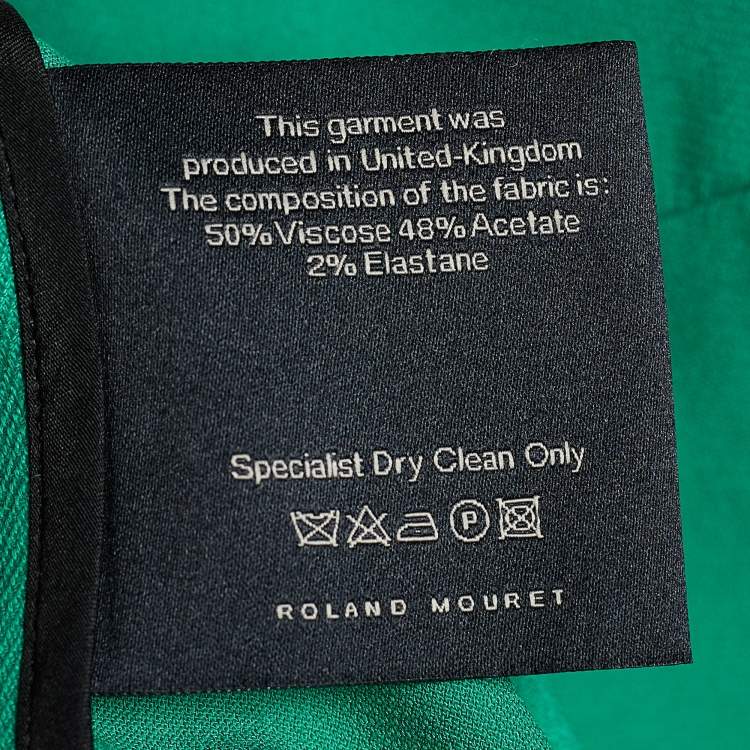 This garment was
produced in United-Kingdom
The composition of the fabric is:
50% Viscose 48% Acetate
2% Elastane
Specialist Dry Clean Only
P
ROLAND MOURET